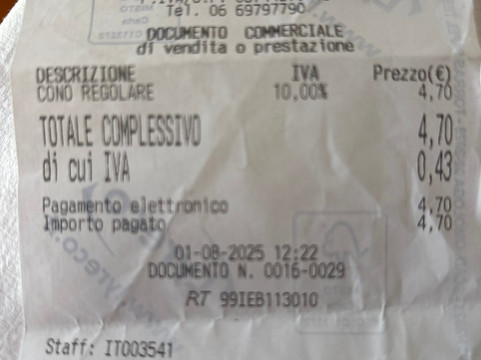 Tel. 06 69797790
DOCUMENTO COMMERCIALE
di vendita o prestazione
DESCRIZIONE IVA Prezzo(€)
CONO REGOLARE 10,00% 4,70
TOTALE COMPLESSIVO 4,70
di cui IVA 0,43
Pagamento elettronico 4,70
Importo pagato 4,70
01-08-2025 12:22
DOCUMENTO N. 0016-0029
RT 99IEB113010
Staff: IT003541